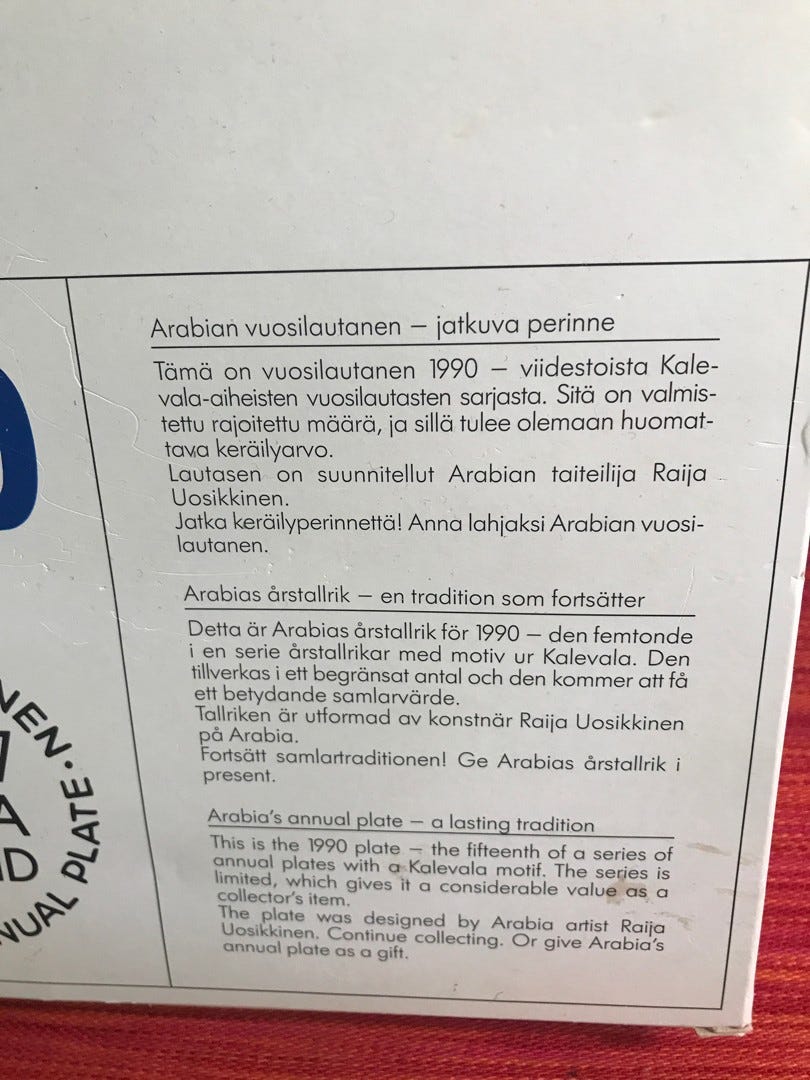 Arabian vuosilautanen – jatkuva perinne
Tämä on vuosilautanen 1990 – viidestoista Kale-
vala-aiheisten vuosilautasten sarjasta. Sitä on valmis-
tettu rajoitettu määrä, ja sillä tulee olemaan huomat-
tava keräilyarvo.
Lautasen on suunnitellut Arabian taiteilija Raija
Uosikkinen.
Jatka keräilyperinnettä! Anna lahjaksi Arabian vuosi-
lautanen.
Arabias årstallrik – en tradition som fortsätter
Detta är Arabias årstallrik för 1990 – den femtonde
i en serie årstallrikar med motiv ur Kalevala. Den
tillverkas i ett begränsat antal och den kommer att få
ett betydande samlarvärde.
Tallriken är utformad av konstnär Raija Uosikkinen
på Arabia.
Fortsätt samlartraditionen! Ge Arabias årstallrik i
present.
Arabia's annual plate – a lasting tradition
This is the 1990 plate – the fifteenth of a series of
annual plates with a Kalevala motif. The series is
limited, which gives it a considerable value as a
collector's item.
The plate was designed by Arabia artist Raija
Uosikkinen. Continue collecting. Or give Arabia's
annual plate as a gift.
NEN·
A
D
NUAL PLATE·